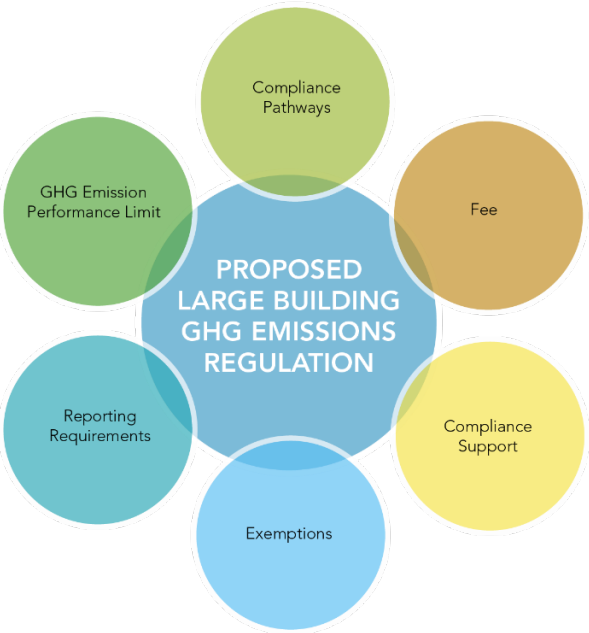 Compliance
Pathways
GHG Emission
Performance Limit
Fee
PROPOSED
LARGE BUILDING
GHG EMISSIONS
REGULATION
Reporting
Requirements
Compliance
Support
Exemptions